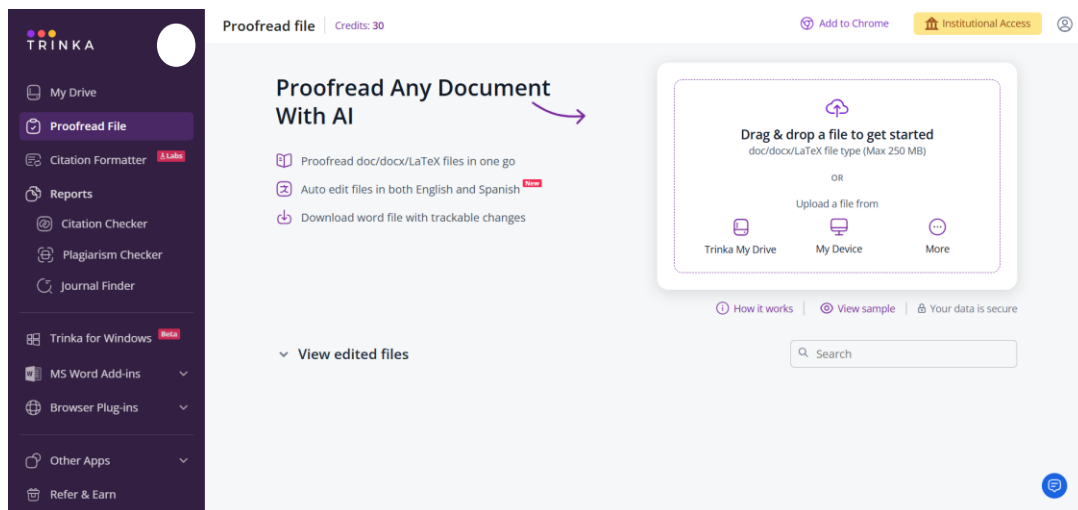 TRINKA
My Drive
Proofread File
Citation Formatter Labs
Reports
Citation Checker
Plagiarism Checker
Journal Finder
Trinka for Windows Beta
MS Word Add-ins
Browser Plug-ins
Other Apps
Refer & Earn
Proofread file
Credits: 30
Add to Chrome
Institutional Access
Proofread Any Document
With AI
Proofread doc/docx/LaTeX files in one go
Auto edit files in both English and Spanish New
Download word file with trackable changes
Drag & drop a file to get started
doc/docx/LaTeX file type (Max 250 MB)
OR
Upload a file from
Trinka My Drive
My Device
More
How it works
View sample
Your data is secure
View edited files
Search